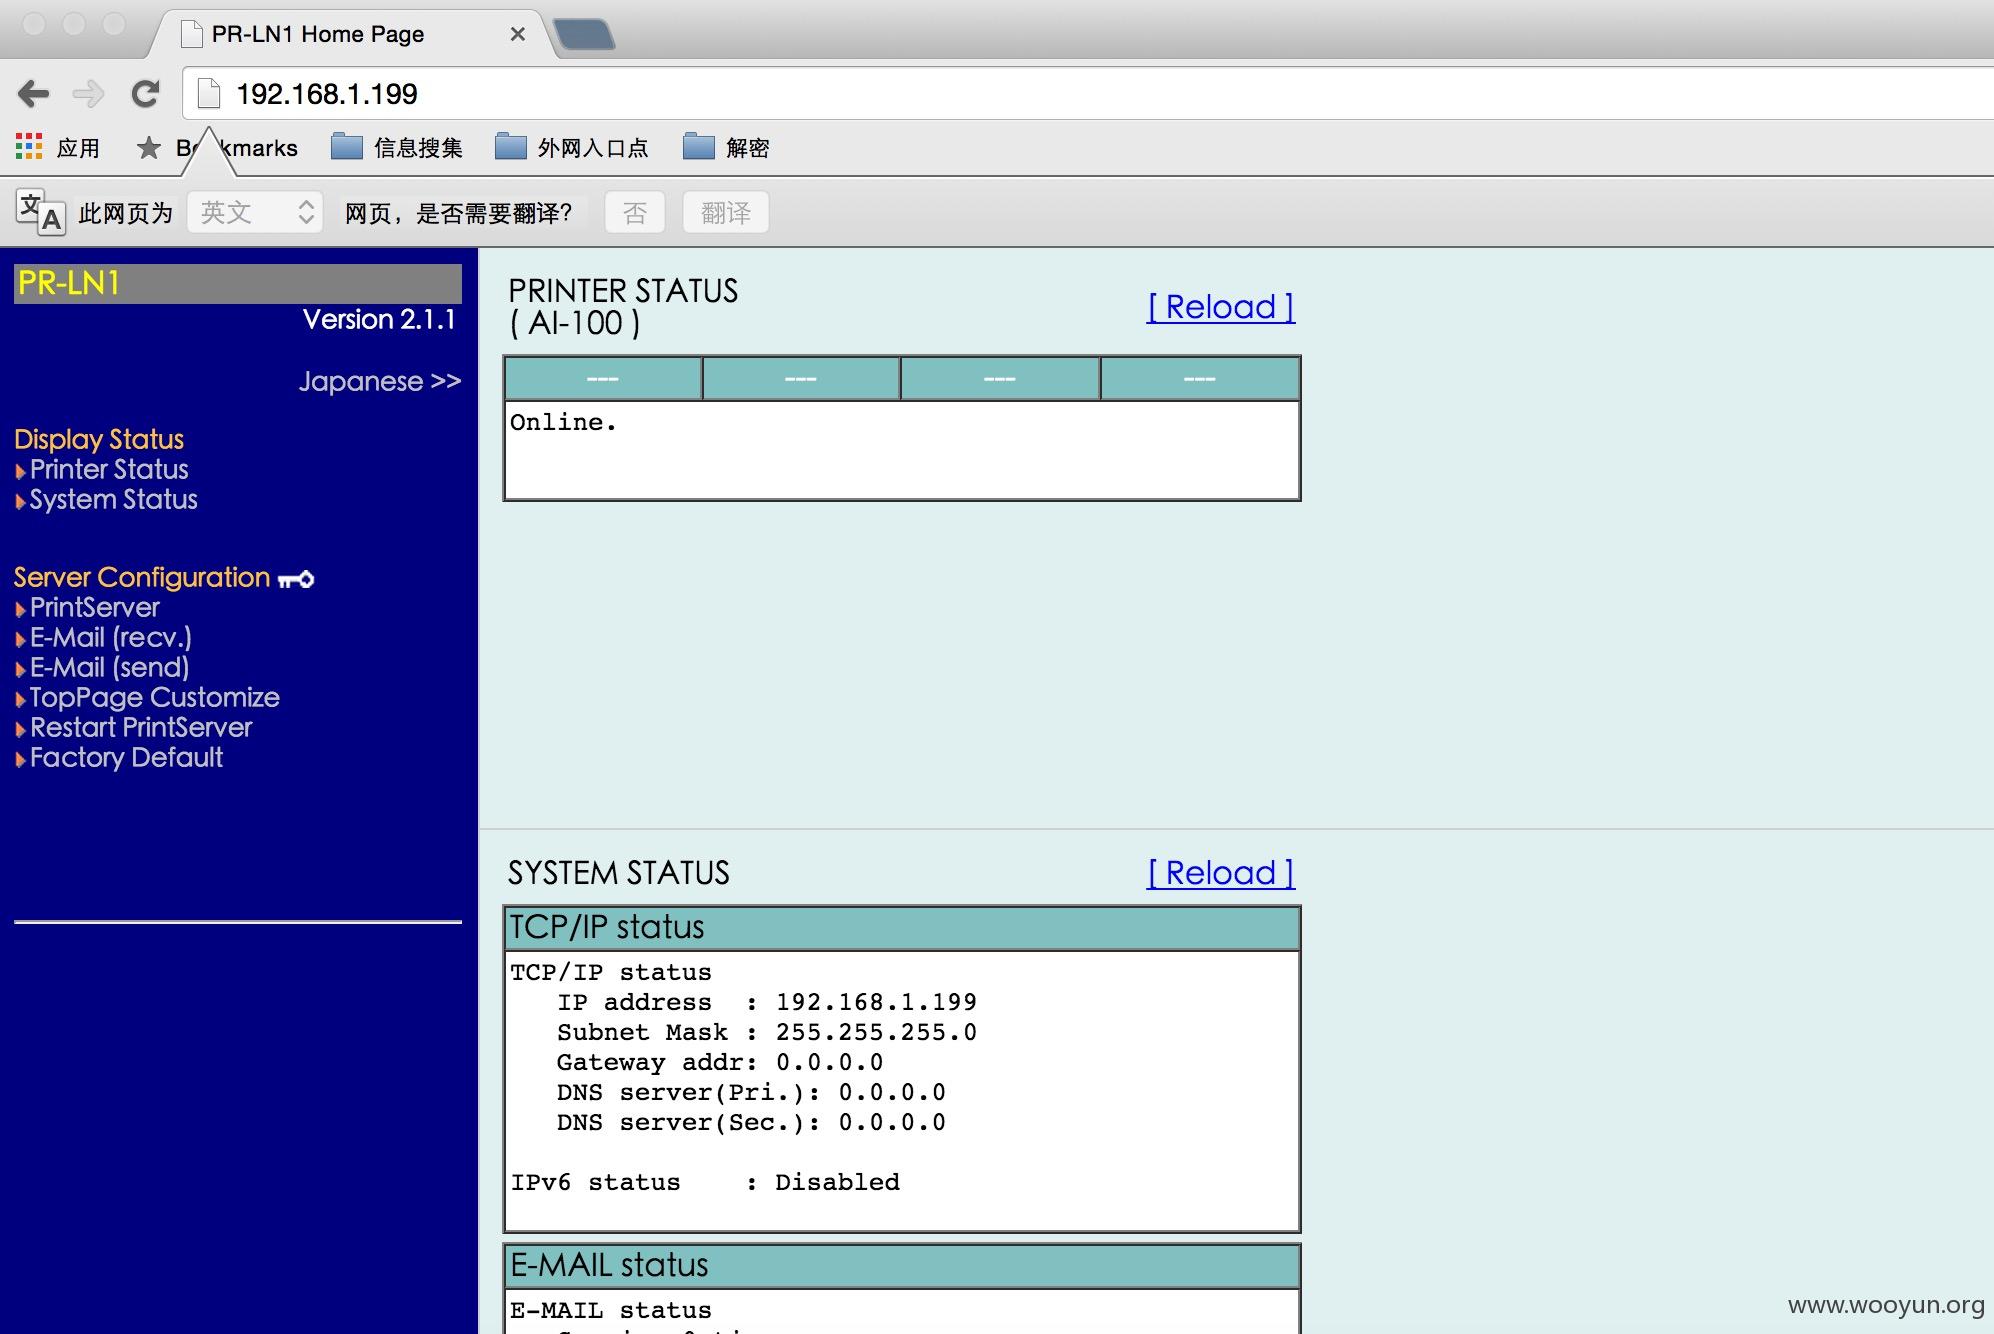 PR-LN1 Home Page
192.168.1.199
应用
信息搜集
外网入口点
解密
此网页为 英文 网页，是否需要翻译? 否 翻译
PR-LN1
Version 2.1.1
Japanese >>
Display Status
Printer Status
System Status
Server Configuration
PrintServer
E-Mail (recv.)
E-Mail (send)
TopPage Customize
Restart PrintServer
Factory Default
PRINTER STATUS
( AI-100 )
[ Reload ]
--- --- --- ---
Online.
SYSTEM STATUS
[ Reload ]
TCP/IP status
TCP/IP status
IP address : 192.168.1.199
Subnet Mask : 255.255.255.0
Gateway addr: 0.0.0.0
DNS server(Pri.): 0.0.0.0
DNS server(Sec.): 0.0.0.0
IPv6 status : Disabled
E-MAIL status
E-MAIL status
www.wooyun.org